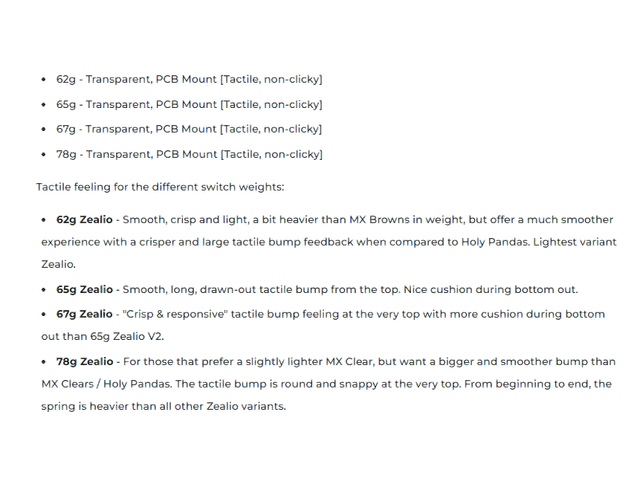 • 62g - Transparent, PCB Mount [Tactile, non-clicky]
• 65g - Transparent, PCB Mount [Tactile, non-clicky]
• 67g - Transparent, PCB Mount [Tactile, non-clicky]
• 78g - Transparent, PCB Mount [Tactile, non-clicky]
Tactile feeling for the different switch weights:
• 62g Zealio - Smooth, crisp and light, a bit heavier than MX Browns in weight, but offer a much smoother
experience with a crisper and large tactile bump feedback when compared to Holy Pandas. Lightest variant
Zealio.
• 65g Zealio - Smooth, long, drawn-out tactile bump from the top. Nice cushion during bottom out.
• 67g Zealio - "Crisp & responsive" tactile bump feeling at the very top with more cushion during bottom
out than 65g Zealio V2.
• 78g Zealio - For those that prefer a slightly lighter MX Clear, but want a bigger and smoother bump than
MX Clears / Holy Pandas. The tactile bump is round and snappy at the very top. From beginning to end, the
spring is heavier than all other Zealio variants.